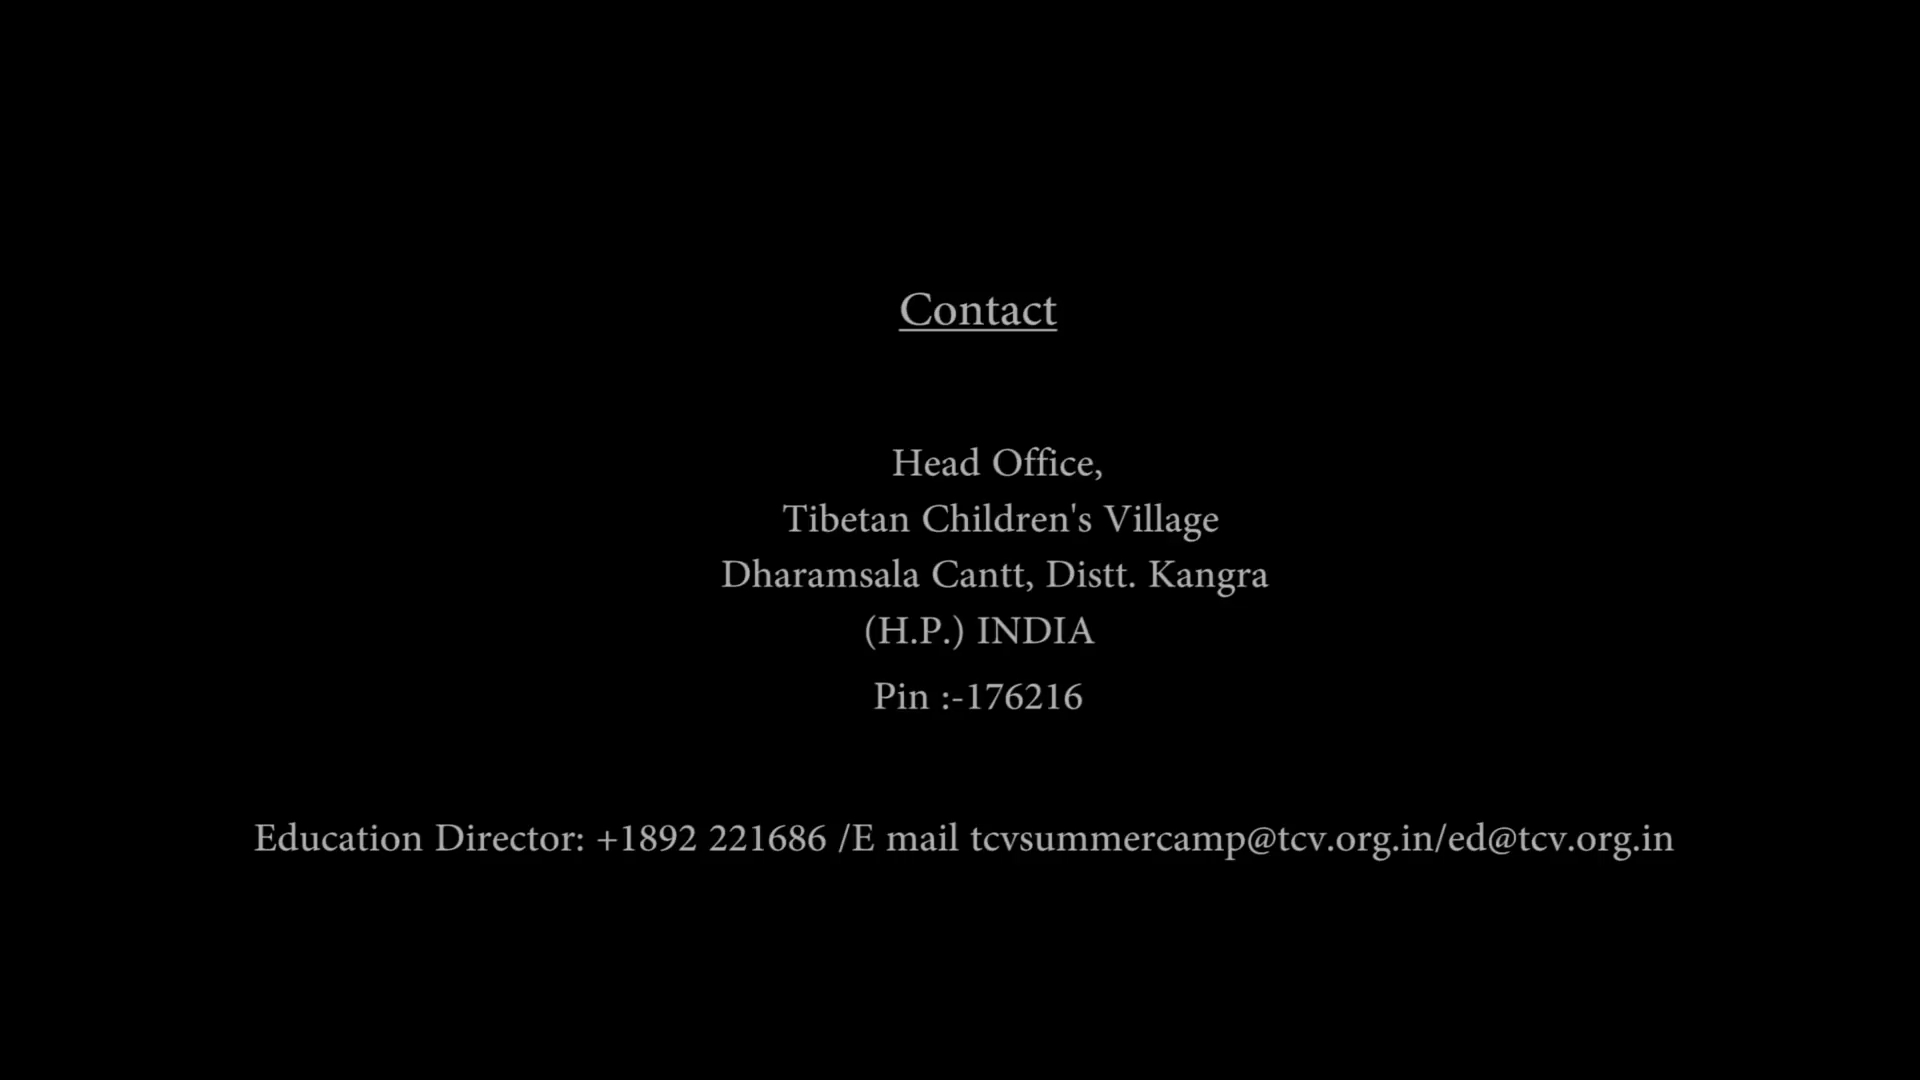 Contact
Head Office,
Tibetan Children's Village
Dharamsala Cantt, Distt. Kangra
(H.P.) INDIA
Pin :-176216
Education Director: +1892 221686 /E mail tcvsummercamp@tcv.org.in/ed@tcv.org.in